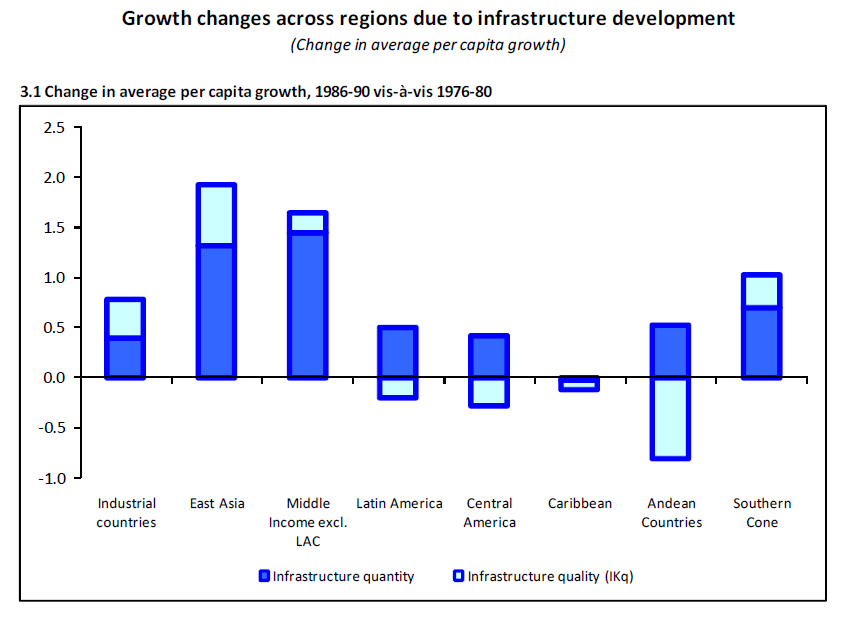 Growth changes across regions due to infrastructure development
(Change in average per capita growth)
3.1 Change in average per capita growth, 1986-90 vis-à-vis 1976-80
2.5
2.0
1.5
1.0
0.5
0.0
-0.5
-1.0
Industrial
countries
East Asia
Middle
Income excl.
LAC
Latin America
Central
America
Caribbean
Andean
Countries
Southern
Cone
Infrastructure quantity
Infrastructure quality (IKq)